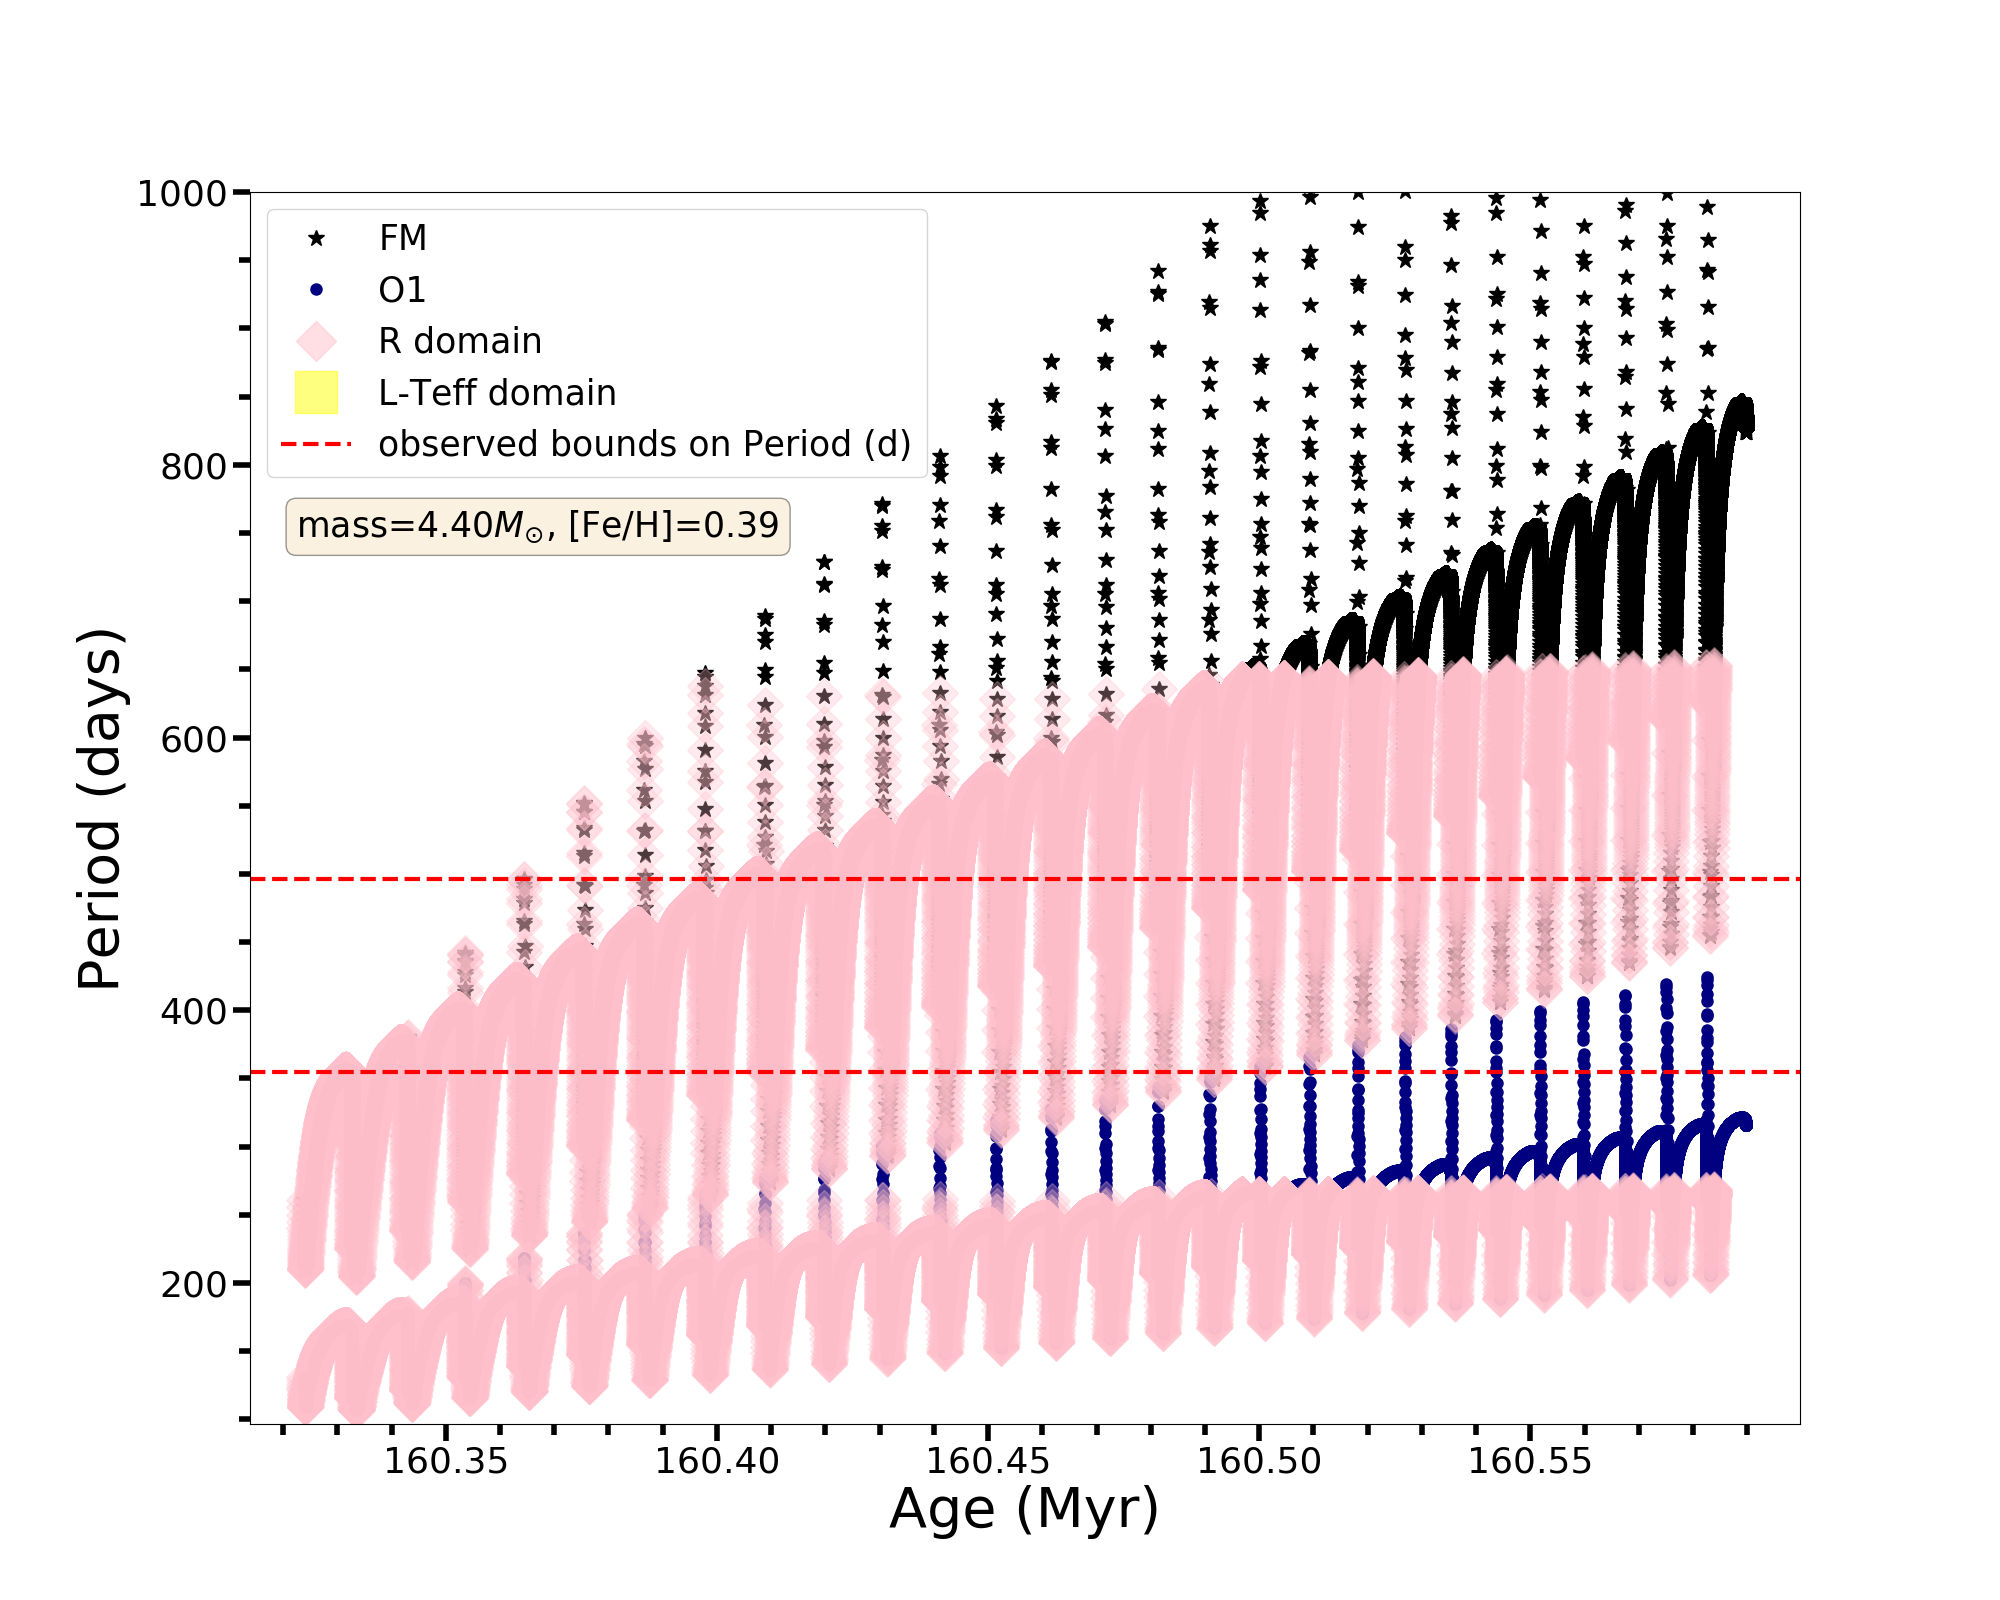 1000
800
600
400
200
Period (days)
FM
O1
R domain
L-Teff domain
observed bounds on Period (d)
mass=4.40M⊙, [Fe/H]=0.39
160.35 160.40 160.45 160.50 160.55
Age (Myr)